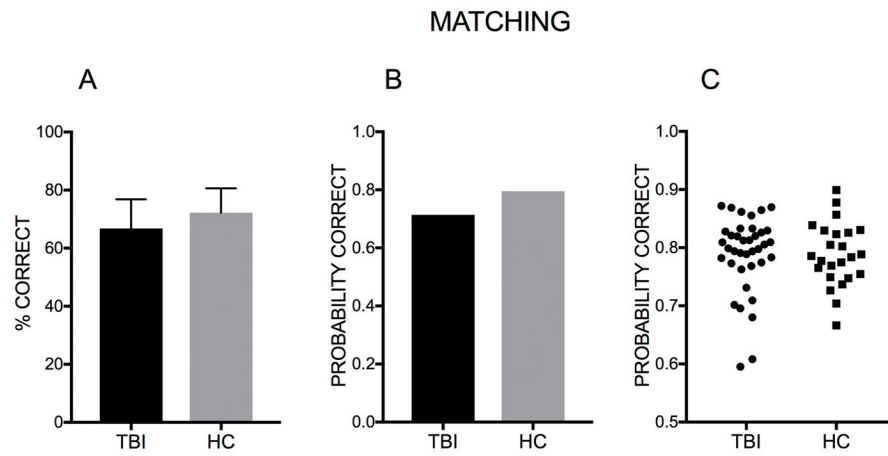 MATCHING
A
B
C
% CORRECT
100
80
60
40
20
0
TBI
HC
PROBABILITY CORRECT
1.0
0.8
0.6
0.4
0.2
0.0
TBI
HC
PROBABILITY CORRECT
1.0
0.9
0.8
0.7
0.6
0.5
TBI
HC